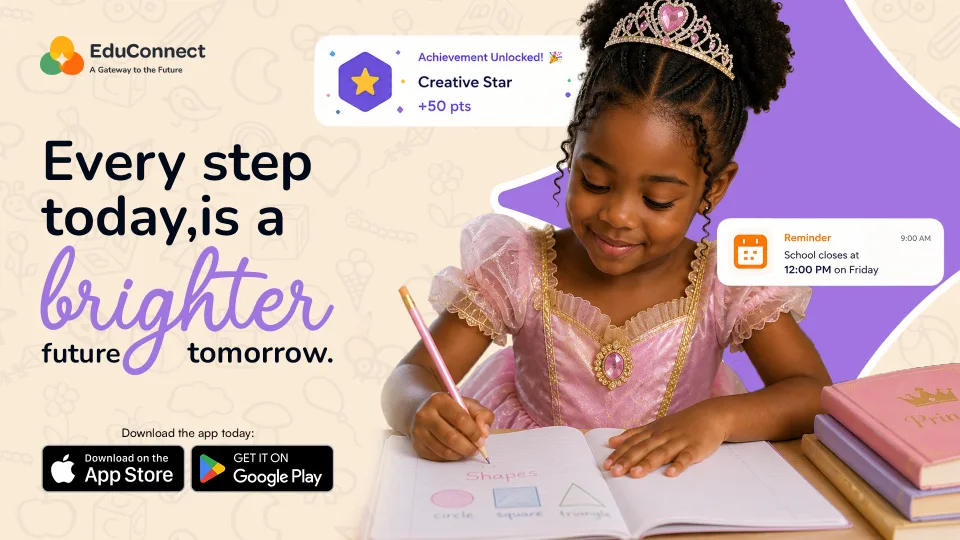 EduConnect
A Gateway to the Future
Achievement Unlocked!
Creative Star
+50 pts
Every step
today,is a
brighter
future tomorrow.
Reminder
9:00 AM
School closes at
12:00 PM on Friday
Download the app today:
Download on the
App Store
GET IT ON
Google Play
Shapes
circle square triangle